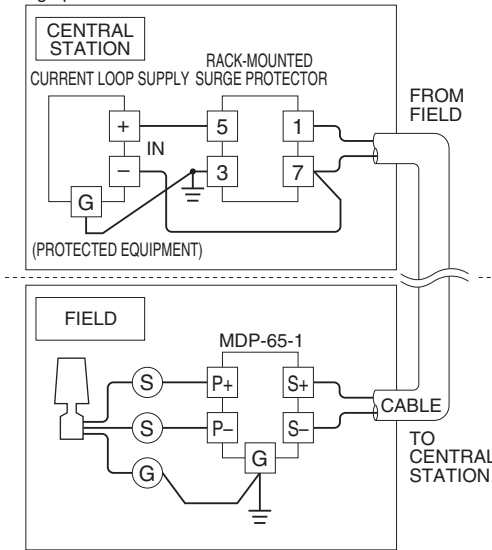 CENTRAL
STATION
CURRENT LOOP SUPPLY
RACK-MOUNTED
SURGE PROTECTOR
FROM
FIELD
+
5
1
IN
–
3
7
G
(PROTECTED EQUIPMENT)
FIELD
MDP-65-1
S
P+
S+
S
P–
S–
CABLE
G
G
TO
CENTRAL
STATION